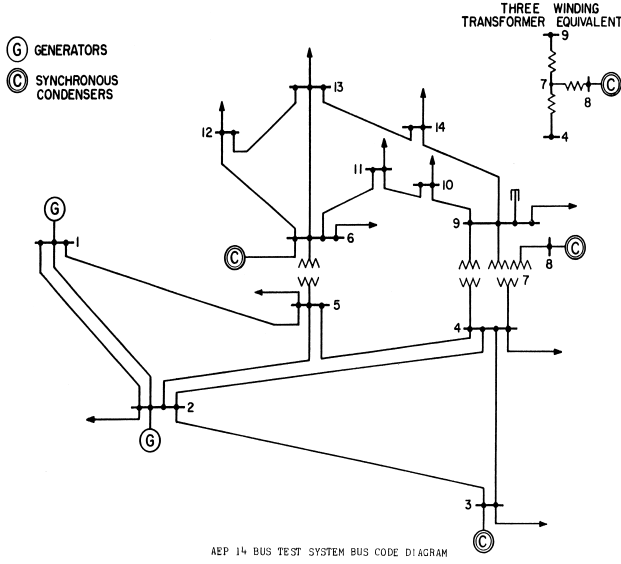 THREE WINDING
TRANSFORMER EQUIVALENT
G GENERATORS
C SYNCHRONOUS
CONDENSERS
9
7
C
8
4
13
12
14
11
10
G
1
9
6
C
C
8
7
5
4
2
G
3
C
AEP 14 BUS TEST SYSTEM BUS CODE DIAGRAM